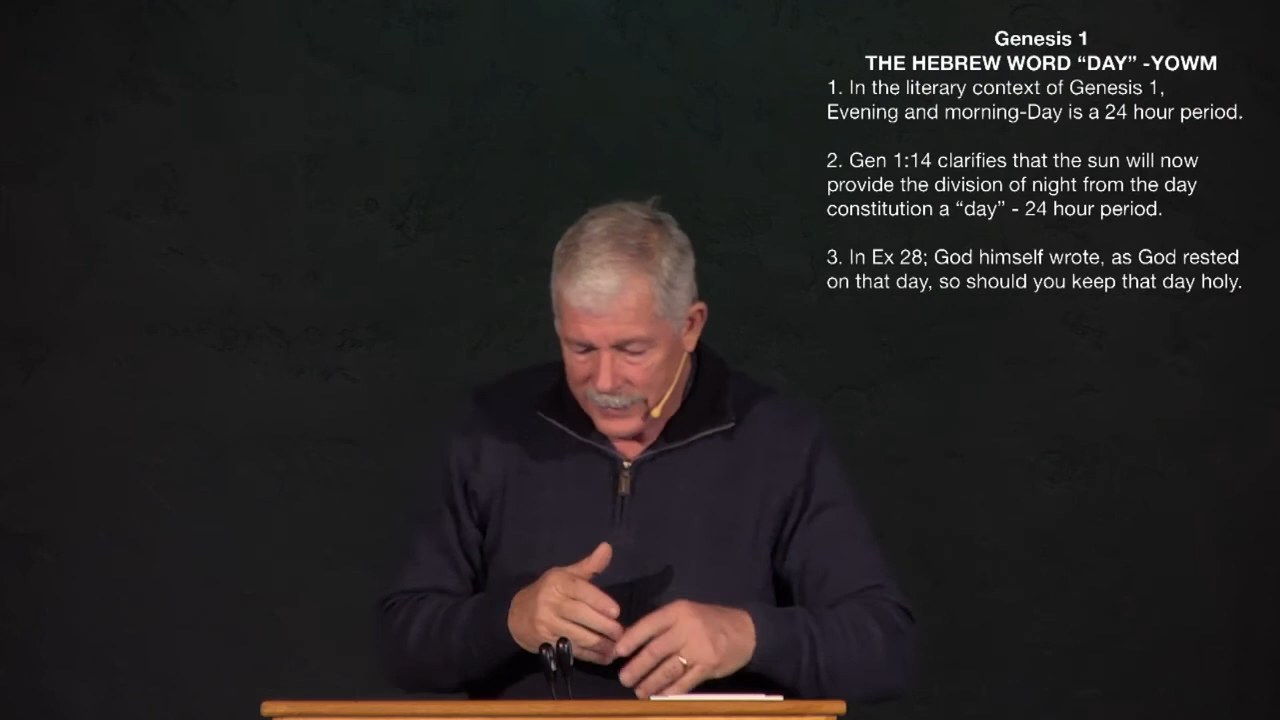 Genesis 1
THE HEBREW WORD “DAY” -YOWM
1. In the literary context of Genesis 1,
Evening and morning-Day is a 24 hour period.
2. Gen 1:14 clarifies that the sun will now
provide the division of night from the day
constitution a “day” - 24 hour period.
3. In Ex 28; God himself wrote, as God rested
on that day, so should you keep that day holy.